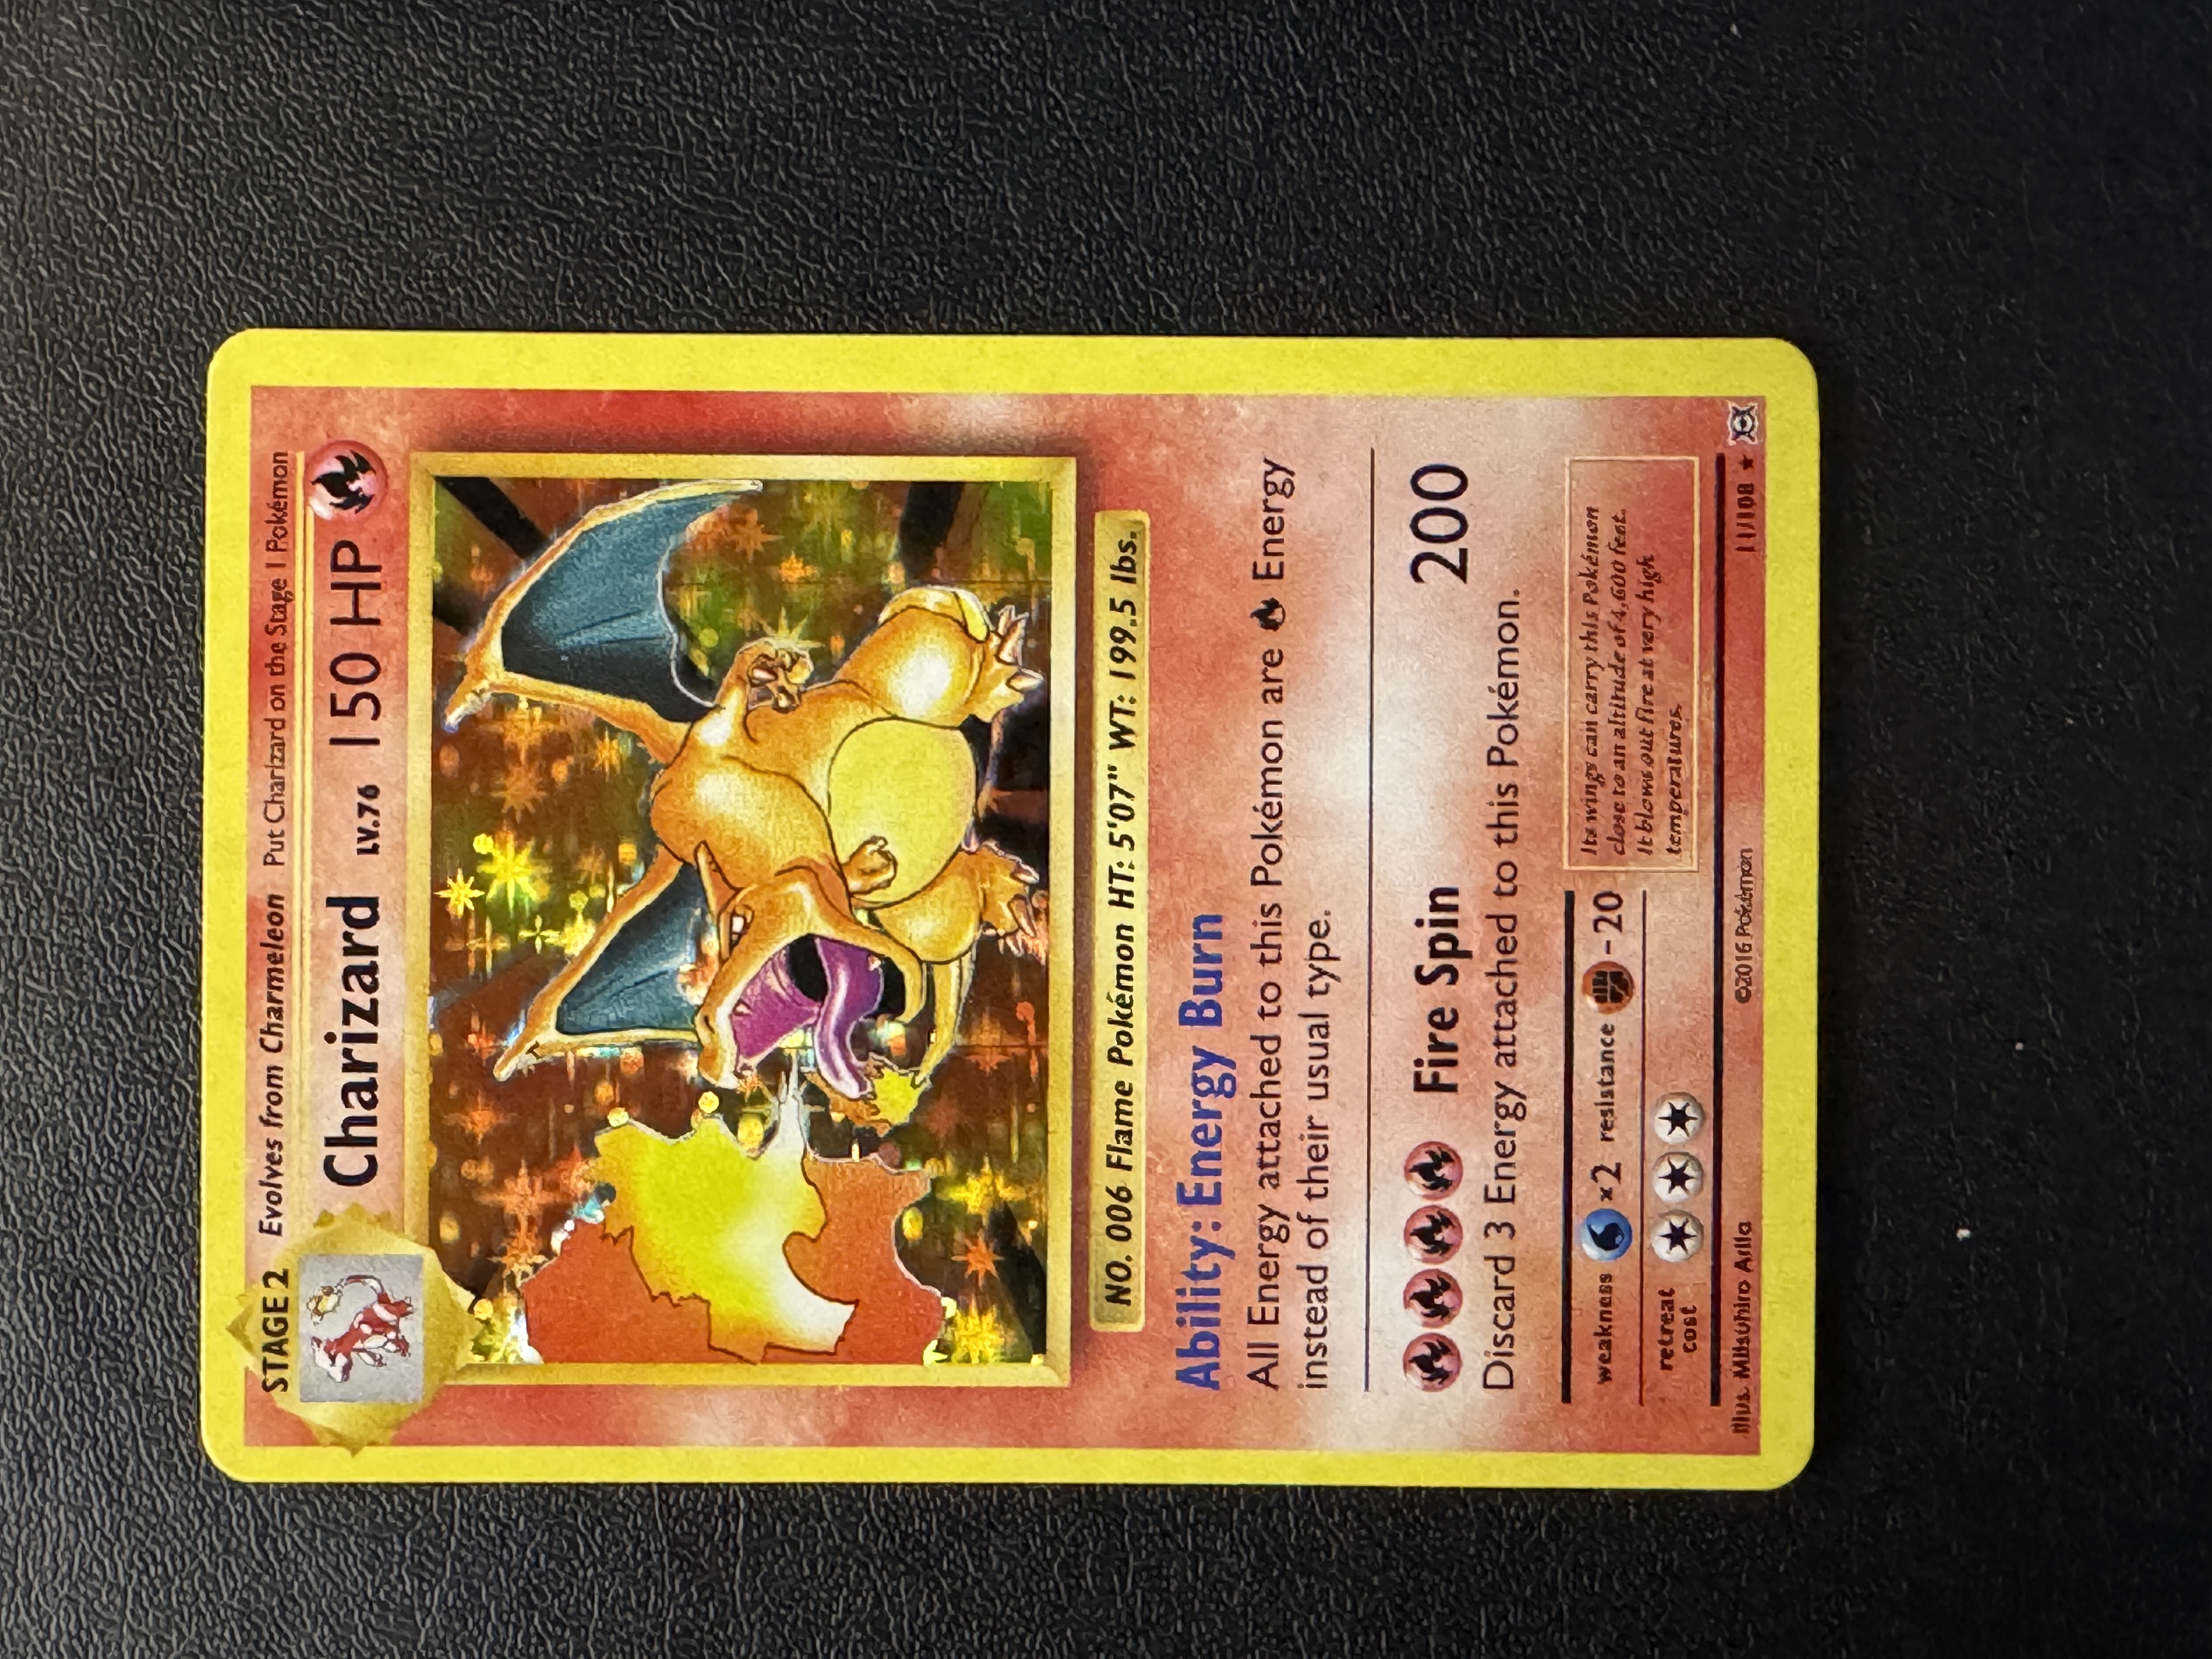 STAGE 2 Evolves from Charmeleon Put Charizard on the Stage 1 Pokémon
Charizard LV.76 150 HP
NO. 006 Flame Pokémon HT: 5'07" WT: 199.5 lbs.
Ability: Energy Burn
All Energy attached to this Pokémon are Energy
instead of their usual type.
Fire Spin 200
Discard 3 Energy attached to this Pokémon.
weakness ×2 resistance -20
retreat
cost
Its wings can carry this Pokémon
close to an altitude of 4,600 feet.
It blows out fire at very high
temperatures.
Illus. Mitsuhiro Arita ©2016 Pokémon 11/108 ★